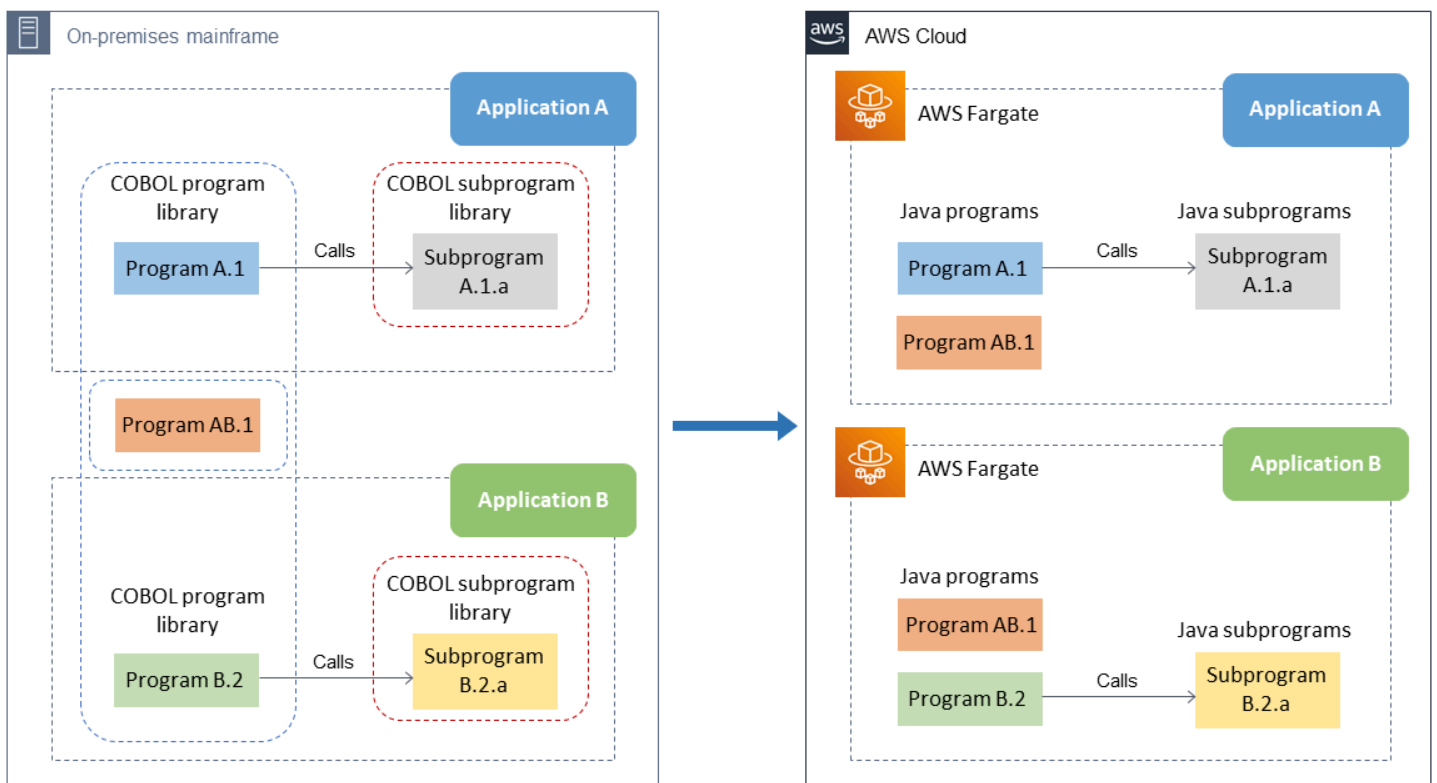 On-premises mainframe
Application A
COBOL program
library
COBOL subprogram
library
Program A.1
Calls
Subprogram
A.1.a
Program AB.1
Application B
COBOL program
library
COBOL subprogram
library
Program B.2
Calls
Subprogram
B.2.a
aws
AWS Cloud
AWS Fargate
Application A
Java programs
Java subprograms
Program A.1
Calls
Subprogram
A.1.a
Program AB.1
AWS Fargate
Application B
Java programs
Program AB.1
Java subprograms
Program B.2
Calls
Subprogram
B.2.a